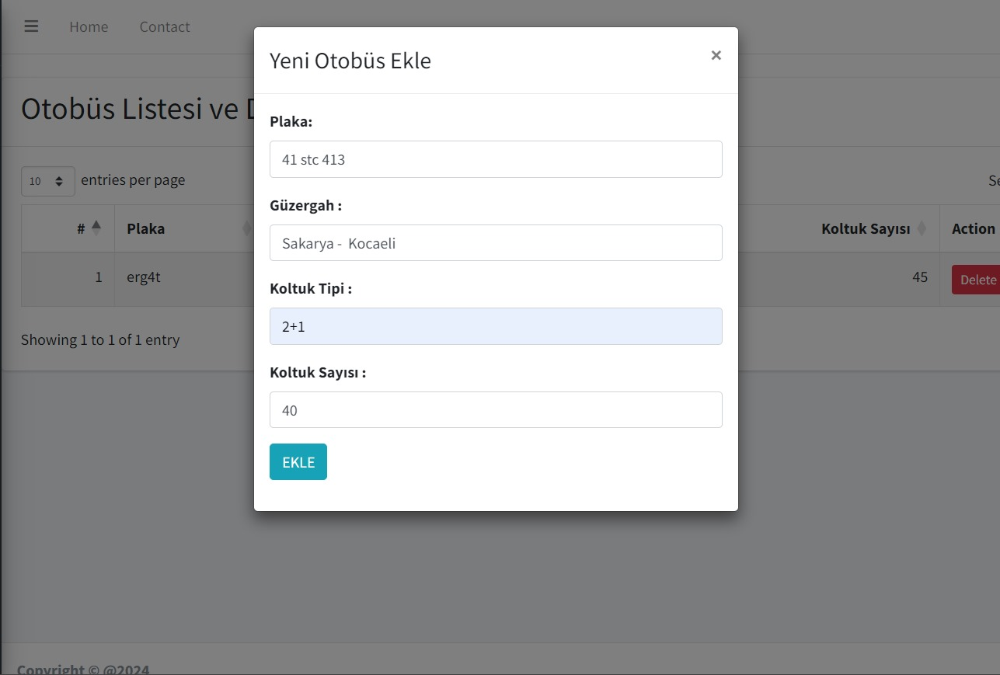 Home Contact
Yeni Otobüs Ekle ×
Otobüs Listesi ve
Plaka:
41 stc 413
10 entries per page
Güzergah :
# Plaka Koltuk Sayısı Action
Sakarya - Kocaeli
1 erg4t 45 Delete
Koltuk Tipi :
2+1
Showing 1 to 1 of 1 entry
Koltuk Sayısı :
40
EKLE
Copyright © @2024